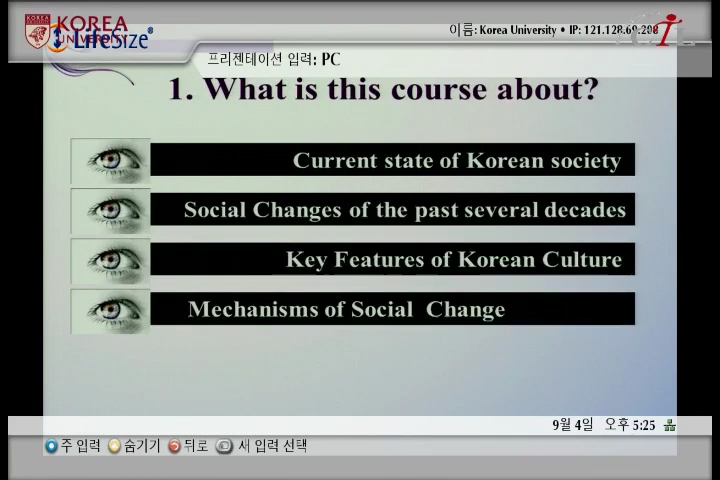 KOREA
UNIVERSITY
LifeSize®
이름: Korea University • IP: 121.128.69.208
프리젠테이션 입력: PC
1. What is this course about?
Current state of Korean society
Social Changes of the past several decades
Key Features of Korean Culture
Mechanisms of Social Change
9월 4일 오후 5:25
주 입력 숨기기 뒤로 새 입력 선택